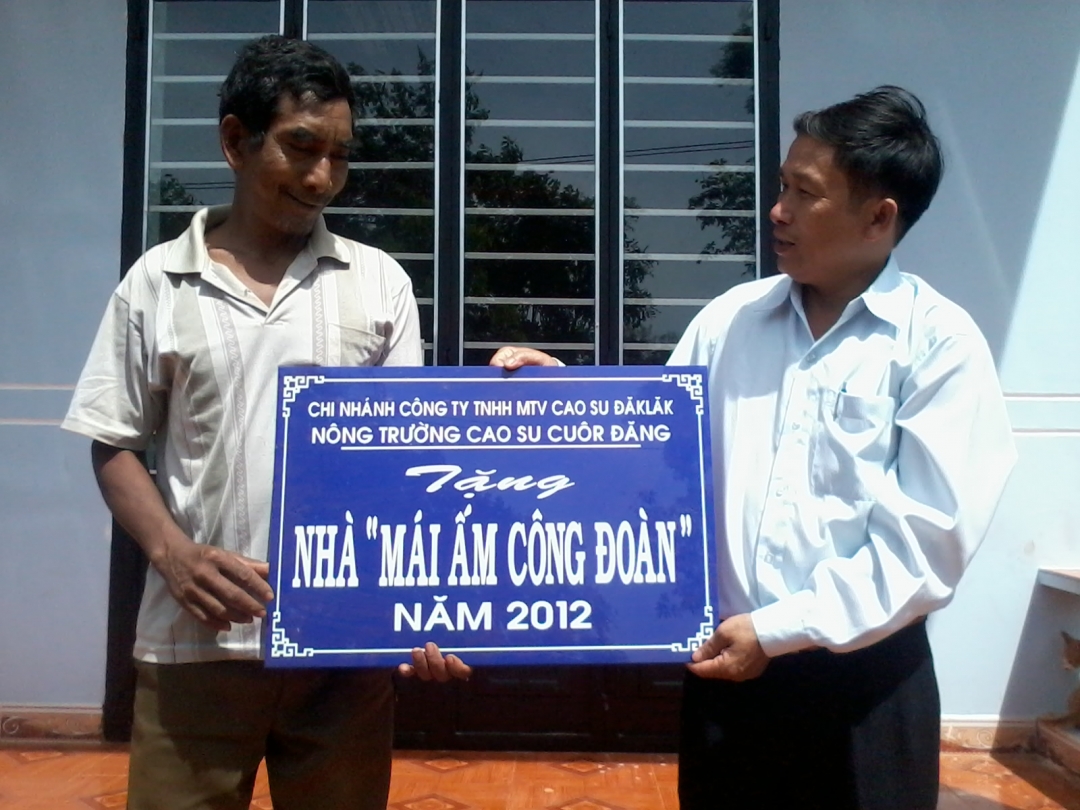 CHI NHÁNH CÔNG TY TNHH MTV CAO SU ĐĂKLĂK
NÔNG TRƯỜNG CAO SU CUÔR ĐĂNG
Tặng
NHÀ "MÁI ẤM CÔNG ĐOÀN"
NĂM 2012